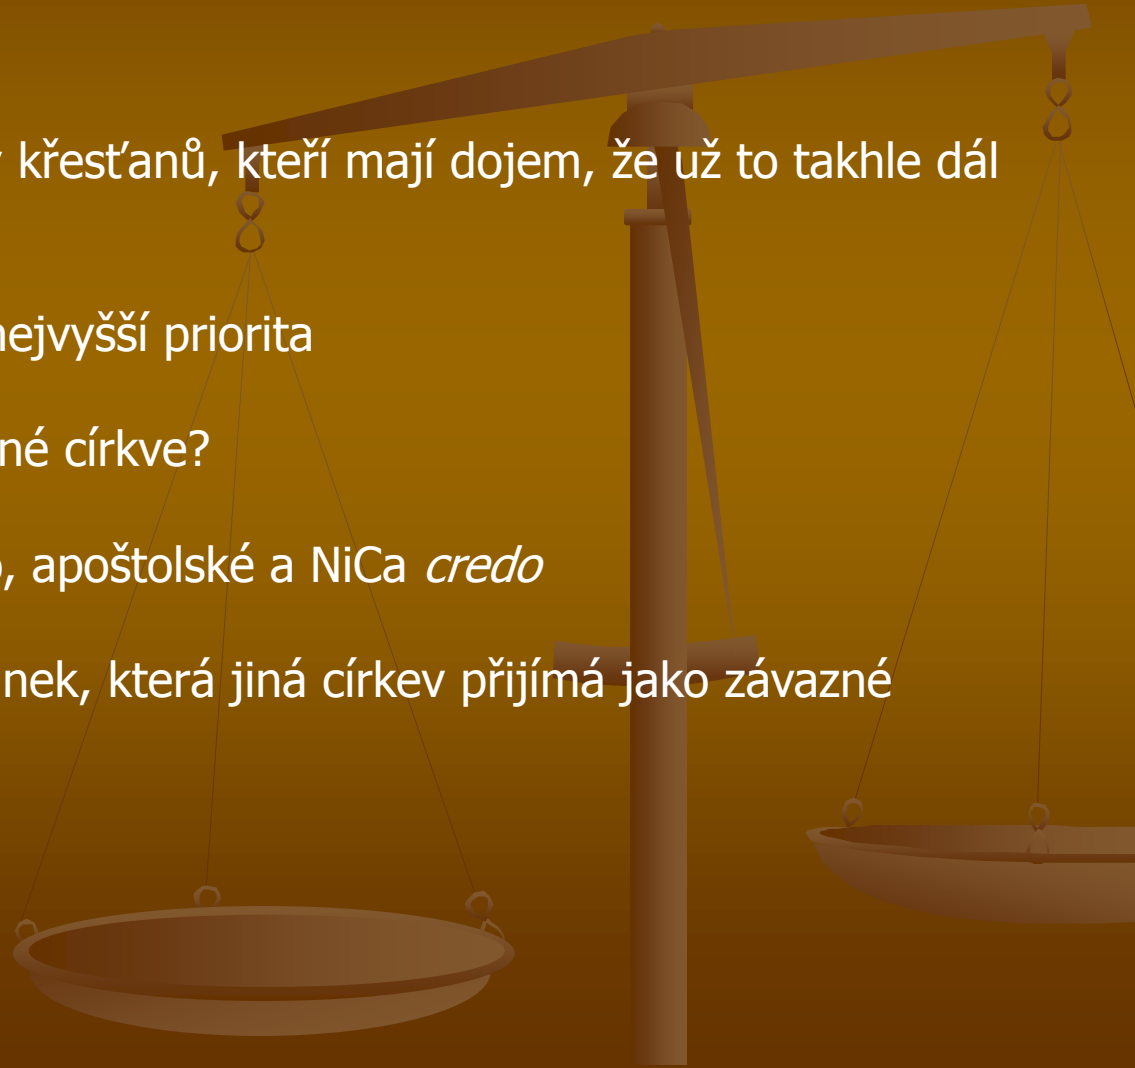 křesťanů, kteří mají dojem, že už to takhle dál
nejvyšší priorita
né církve?
, apoštolské a NiCa credo
nek, která jiná církev přijímá jako závazné